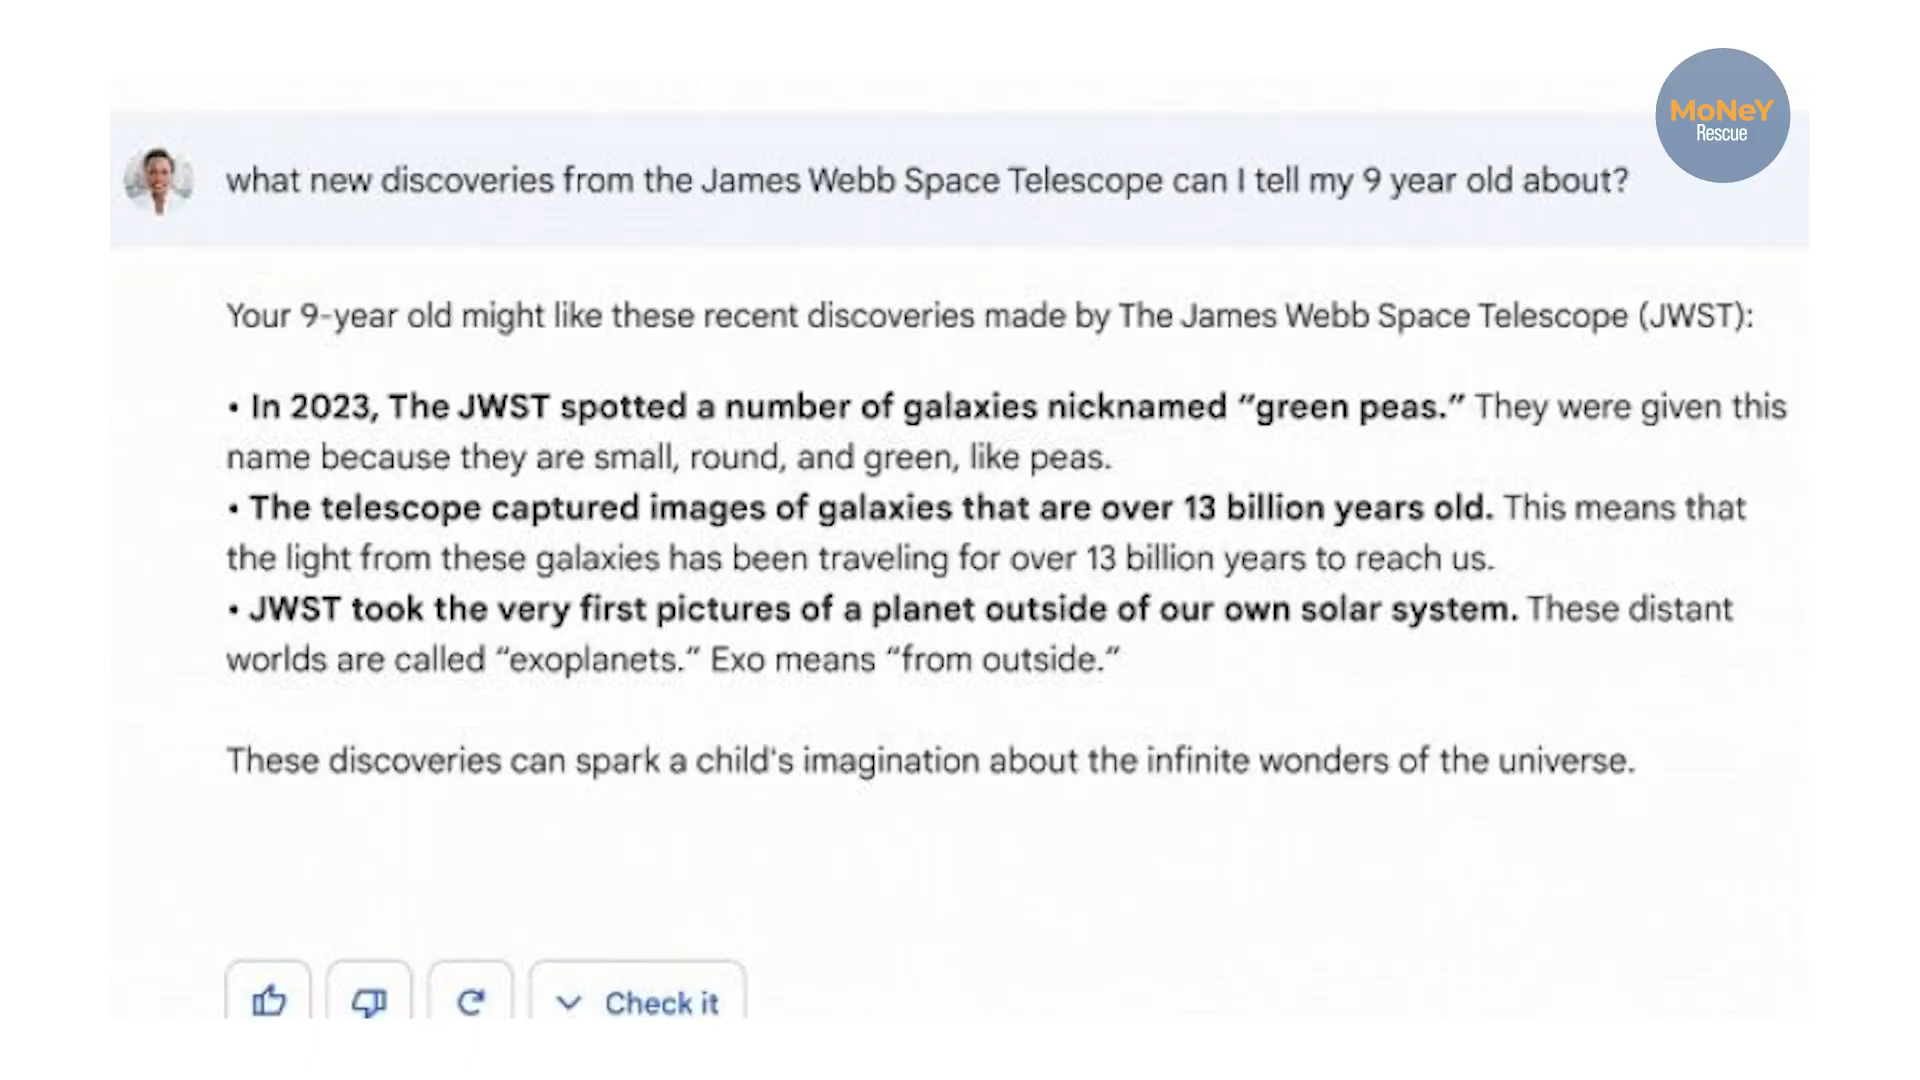 MoNeY
Rescue
what new discoveries from the James Webb Space Telescope can I tell my 9 year old about?
Your 9-year old might like these recent discoveries made by The James Webb Space Telescope (JWST):
• In 2023, The JWST spotted a number of galaxies nicknamed “green peas.” They were given this
name because they are small, round, and green, like peas.
• The telescope captured images of galaxies that are over 13 billion years old. This means that
the light from these galaxies has been traveling for over 13 billion years to reach us.
• JWST took the very first pictures of a planet outside of our own solar system. These distant
worlds are called “exoplanets.” Exo means “from outside.”
These discoveries can spark a child's imagination about the infinite wonders of the universe.
Check it